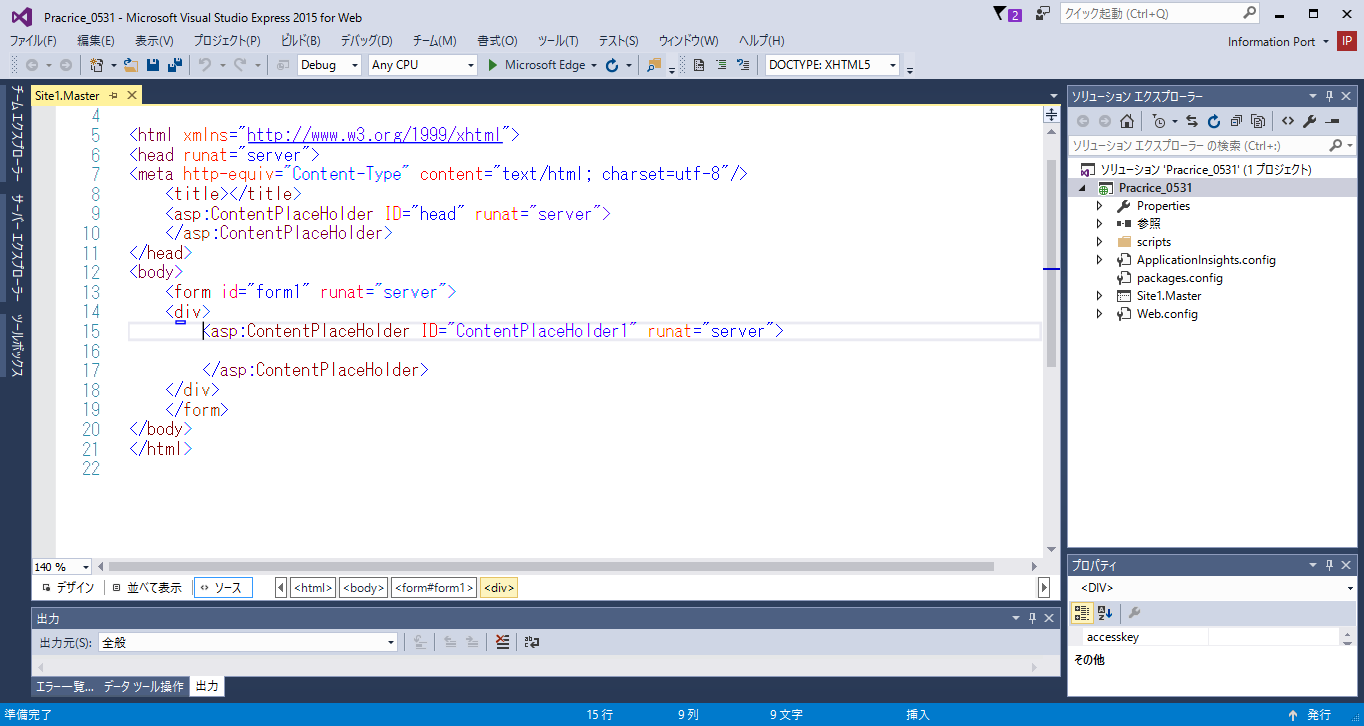 Pracrice_0531 - Microsoft Visual Studio Express 2015 for Web
2
クイック起動 (Ctrl+Q)
ファイル(F) 編集(E) 表示(V) プロジェクト(P) ビルド(B) デバッグ(D) チーム(M) 書式(O) ツール(T) テスト(S) ウィンドウ(W) ヘルプ(H)
Information Port IP
Debug Any CPU Microsoft Edge DOCTYPE: XHTML5
チーム エクスプローラー
サーバー エクスプローラー
ツールボックス
Site1.Master
4
5 <html xmlns="http://www.w3.org/1999/xhtml">
6 <head runat="server">
7 <meta http-equiv="Content-Type" content="text/html; charset=utf-8"/>
8 <title></title>
9 <asp:ContentPlaceHolder ID="head" runat="server">
10 </asp:ContentPlaceHolder>
11 </head>
12 <body>
13 <form id="form1" runat="server">
14 <div>
15 <asp:ContentPlaceHolder ID="ContentPlaceHolder1" runat="server">
16
17 </asp:ContentPlaceHolder>
18 </div>
19 </form>
20 </body>
21 </html>
22
140 %
デザイン 並べて表示 ソース <html> <body> <form#form1> <div>
出力
出力元(S): 全般
エラー一覧... データ ツール操作 出力
ソリューション エクスプローラー
ソリューション エクスプローラー の検索 (Ctrl+:)
ソリューション 'Pracrice_0531' (1 プロジェクト)
Pracrice_0531
Properties
参照
scripts
ApplicationInsights.config
packages.config
Site1.Master
Web.config
プロパティ
<DIV>
accesskey
その他
準備完了 15 行 9 列 9 文字 挿入 発行